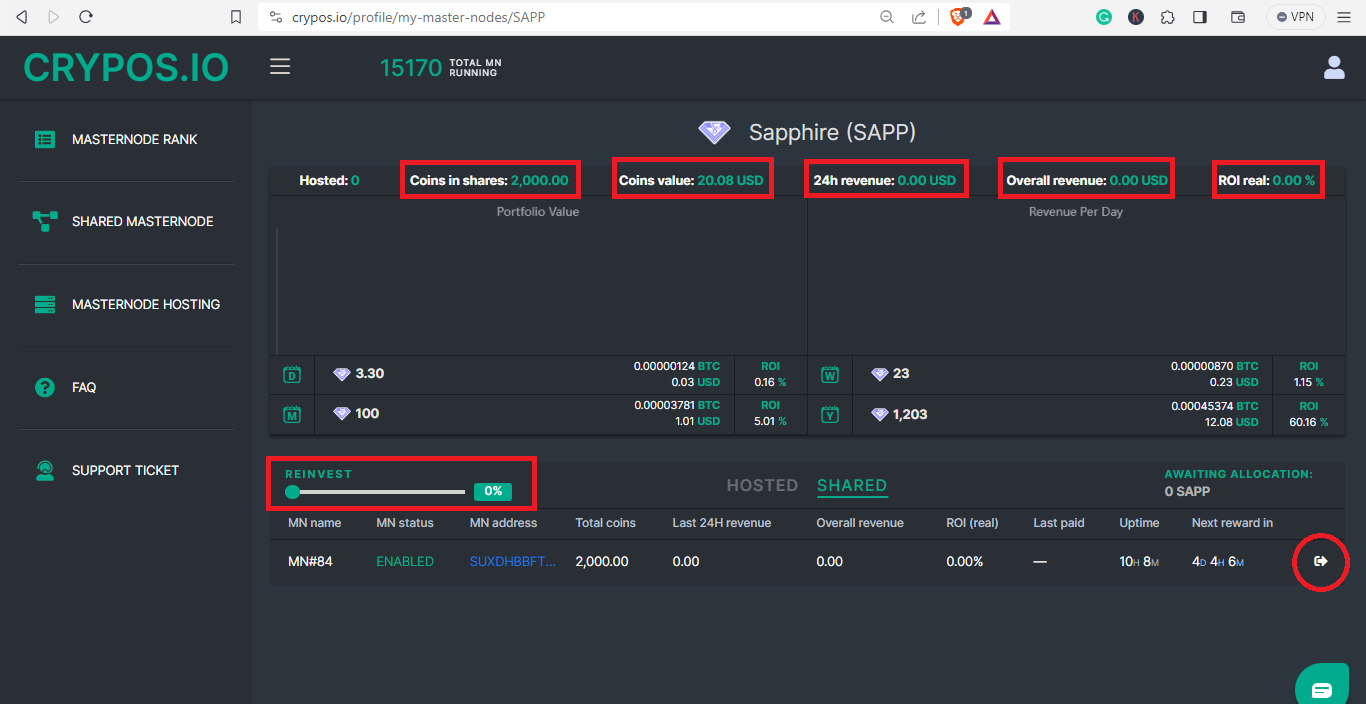 crypos.io/profile/my-master-nodes/SAPP
1
K
VPN
CRYPOS.IO
15170 TOTAL MN RUNNING
MASTERNODE RANK
SHARED MASTERNODE
MASTERNODE HOSTING
FAQ
SUPPORT TICKET
Sapphire (SAPP)
Hosted: 0 Coins in shares: 2,000.00 Coins value: 20.08 USD 24h revenue: 0.00 USD Overall revenue: 0.00 USD ROI real: 0.00 %
Portfolio Value
Revenue Per Day
D 3.30 0.00000124 BTC 0.03 USD ROI 0.16 %
W 23 0.00000870 BTC 0.23 USD ROI 1.15 %
M 100 0.00003781 BTC 1.01 USD ROI 5.01 %
Y 1,203 0.00045374 BTC 12.08 USD ROI 60.16 %
REINVEST
0%
HOSTED SHARED
AWAITING ALLOCATION:
0 SAPP
MN name MN status MN address Total coins Last 24H revenue Overall revenue ROI (real) Last paid Uptime Next reward in
MN#84 ENABLED SUXDHBBFT... 2,000.00 0.00 0.00 0.00% — 10H 8M 4D 4H 6M